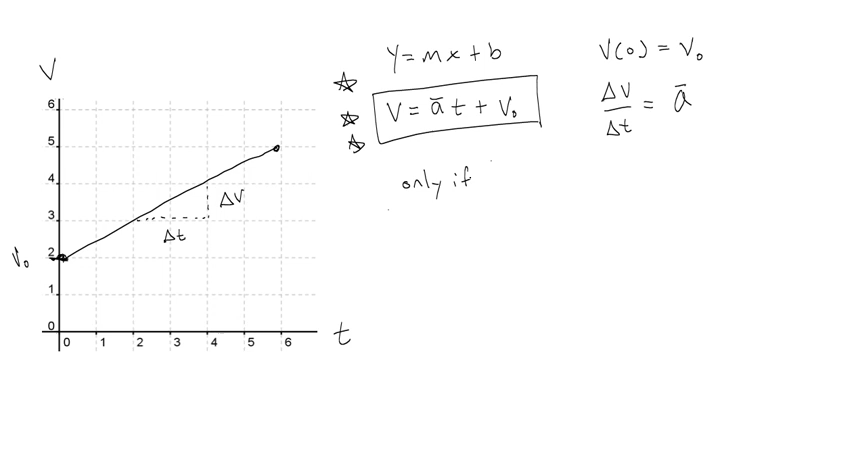 V
6
5
4
3
2
1
0
V₀
0 1 2 3 4 5 6
t
ΔV
Δt
y = mx + b
V = āt + V₀
only if
V(0) = V₀
ΔV/Δt = ā